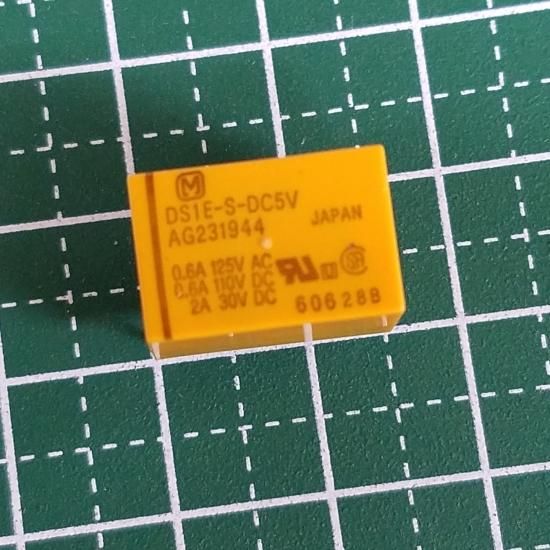 M
DS1E-S-DC5V
AG231944
JAPAN
0.6A 125V AC
0.6A 110V DC
2A 30V DC
60628B